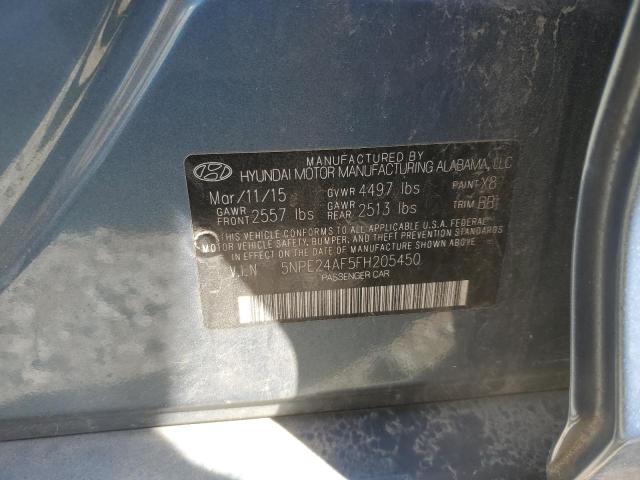 MANUFACTURED BY
HYUNDAI MOTOR MANUFACTURING ALABAMA, LLC
Mar/11/15 GVWR 4497 lbs PAINT X8
GAWR FRONT 2557 lbs GAWR REAR 2513 lbs TRIM
THIS VEHICLE CONFORMS TO ALL APPLICABLE U.S.A. FEDERAL
MOTOR VEHICLE SAFETY, BUMPER, AND THEFT PREVENTION STANDARDS
IN EFFECT ON THE DATE OF MANUFACTURE SHOWN ABOVE.
V.I.N 5NPE24AF5FH205450
PASSENGER CAR